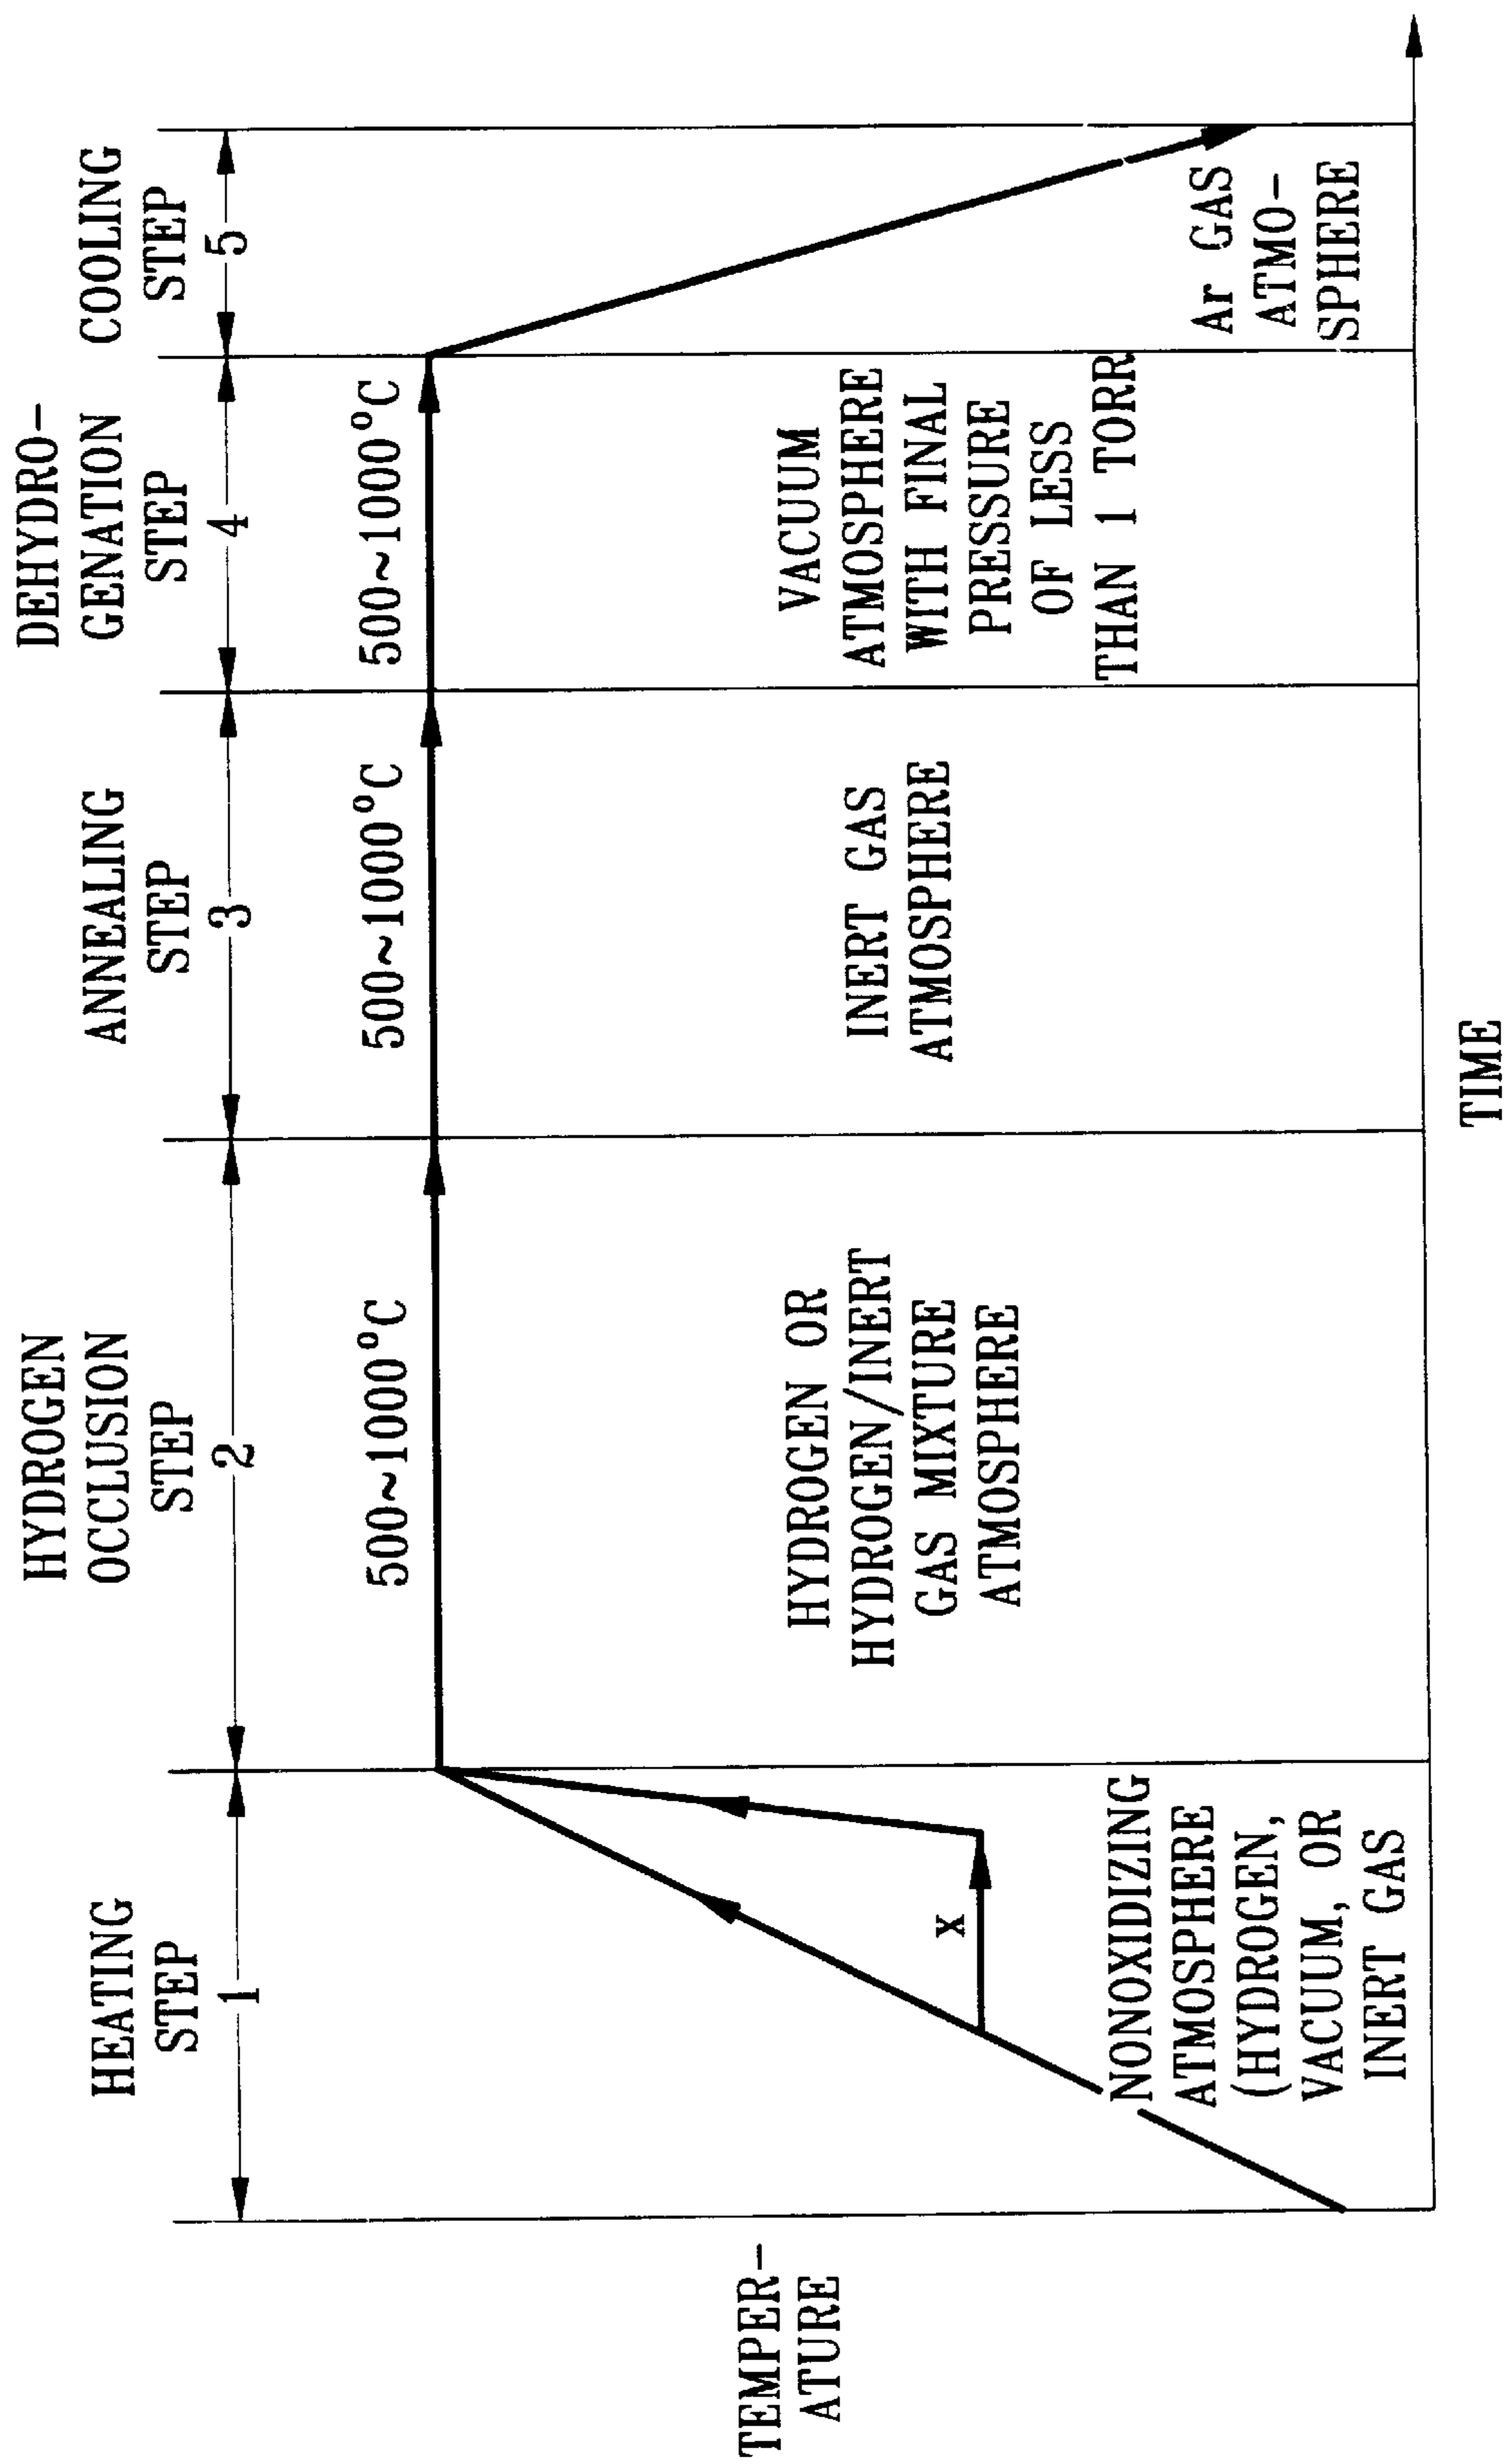 HEATING
STEP
1
HYDROGEN
OCCLUSION
STEP
2
ANNEALING
STEP
3
DEHYDRO-
GENATION
STEP
4
COOLING
STEP
5
500~1000°C
500~1000°C
500~1000°C
TEMPER-
ATURE
x
NONOXIDIZING
ATMOSPHERE
(HYDROGEN,
VACUUM, OR
INERT GAS
HYDROGEN OR
HYDROGEN/INERT
GAS MIXTURE
ATMOSPHERE
INERT GAS
ATMOSPHERE
VACUUM
ATMOSPHERE
WITH FINAL
PRESSURE
OF LESS
THAN 1 TORR
Ar GAS
ATMO-
SPHERE
TIME